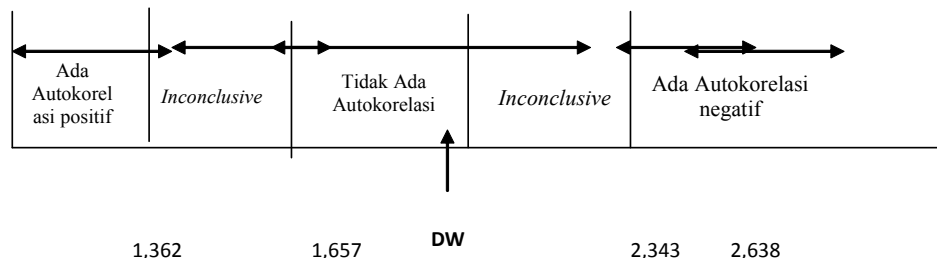 Ada
Autokorel
asi positif
Inconclusive
Tidak Ada
Autokorelasi
Inconclusive
Ada Autokorelasi
negatif
1,362 1,657 DW 2,343 2,638